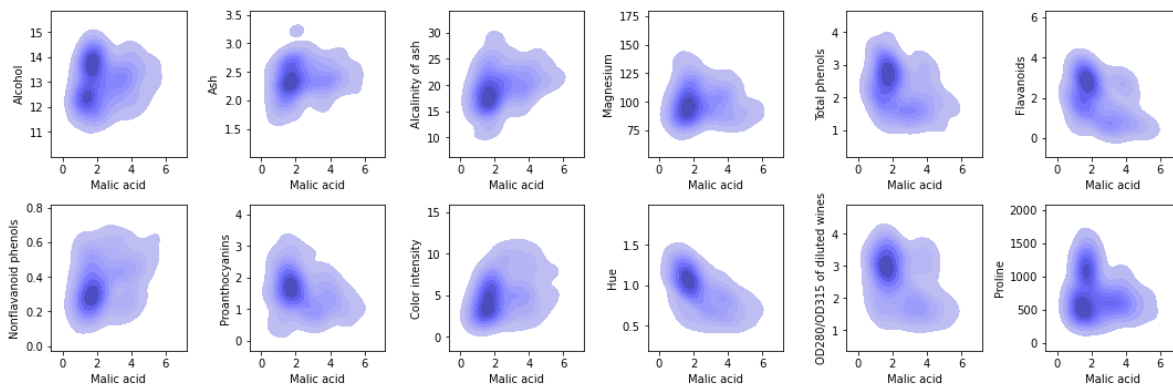 Alcohol
15
14
13
12
11
0 2 4 6
Malic acid
Ash
3.5
3.0
2.5
2.0
1.5
0 2 4 6
Malic acid
Alcalinity of ash
30
25
20
15
10
0 2 4 6
Malic acid
Magnesium
175
150
125
100
75
0 2 4 6
Malic acid
Total phenols
4
3
2
1
0 2 4 6
Malic acid
Flavanoids
6
4
2
0
0 2 4 6
Malic acid
Nonflavanoid phenols
0.8
0.6
0.4
0.2
0.0
0 2 4 6
Malic acid
Proanthocyanins
4
3
2
1
0
0 2 4 6
Malic acid
Color intensity
15
10
5
0
0 2 4 6
Malic acid
Hue
1.5
1.0
0.5
0 2 4 6
Malic acid
OD280/OD315 of diluted wines
4
3
2
1
0 2 4 6
Malic acid
Proline
2000
1500
1000
500
0
0 2 4 6
Malic acid